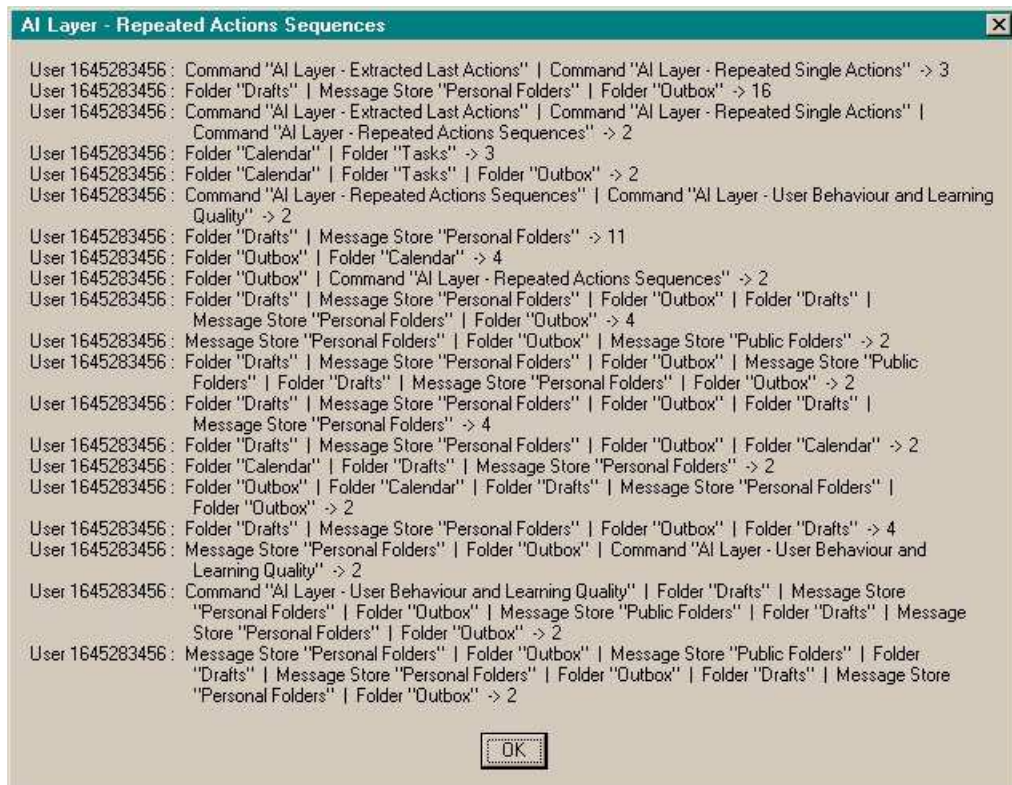 AI Layer - Repeated Actions Sequences
User 1645283456 : Command "AI Layer - Extracted Last Actions" | Command "AI Layer - Repeated Single Actions" -> 3
User 1645283456 : Folder "Drafts" | Message Store "Personal Folders" | Folder "Outbox" -> 16
User 1645283456 : Command "AI Layer - Extracted Last Actions" | Command "AI Layer - Repeated Single Actions" |
Command "AI Layer - Repeated Actions Sequences" -> 2
User 1645283456 : Folder "Calendar" | Folder "Tasks" -> 3
User 1645283456 : Folder "Calendar" | Folder "Tasks" | Folder "Outbox" -> 2
User 1645283456 : Command "AI Layer - Repeated Actions Sequences" | Command "AI Layer - User Behaviour and Learning
Quality" -> 2
User 1645283456 : Folder "Drafts" | Message Store "Personal Folders" -> 11
User 1645283456 : Folder "Outbox" | Folder "Calendar" -> 4
User 1645283456 : Folder "Outbox" | Command "AI Layer - Repeated Actions Sequences" -> 2
User 1645283456 : Folder "Drafts" | Message Store "Personal Folders" | Folder "Outbox" | Folder "Drafts" |
Message Store "Personal Folders" | Folder "Outbox" -> 4
User 1645283456 : Message Store "Personal Folders" | Folder "Outbox" | Message Store "Public Folders" -> 2
User 1645283456 : Folder "Drafts" | Message Store "Personal Folders" | Folder "Outbox" | Message Store "Public
Folders" | Folder "Drafts" | Message Store "Personal Folders" | Folder "Outbox" -> 2
User 1645283456 : Folder "Drafts" | Message Store "Personal Folders" | Folder "Outbox" | Folder "Drafts" |
Message Store "Personal Folders" -> 4
User 1645283456 : Folder "Drafts" | Message Store "Personal Folders" | Folder "Outbox" | Folder "Calendar" -> 2
User 1645283456 : Folder "Calendar" | Folder "Drafts" | Message Store "Personal Folders" -> 2
User 1645283456 : Folder "Outbox" | Folder "Calendar" | Folder "Drafts" | Message Store "Personal Folders" |
Folder "Outbox" -> 2
User 1645283456 : Folder "Drafts" | Message Store "Personal Folders" | Folder "Outbox" | Folder "Drafts" -> 4
User 1645283456 : Message Store "Personal Folders" | Folder "Outbox" | Command "AI Layer - User Behaviour and
Learning Quality" -> 2
User 1645283456 : Command "AI Layer - User Behaviour and Learning Quality" | Folder "Drafts" | Message Store
"Personal Folders" | Folder "Outbox" | Message Store "Public Folders" | Folder "Drafts" | Message
Store "Personal Folders" | Folder "Outbox" -> 2
User 1645283456 : Message Store "Personal Folders" | Folder "Outbox" | Message Store "Public Folders" | Folder
"Drafts" | Message Store "Personal Folders" | Folder "Outbox" | Folder "Drafts" | Message Store
"Personal Folders" | Folder "Outbox" -> 2
OK